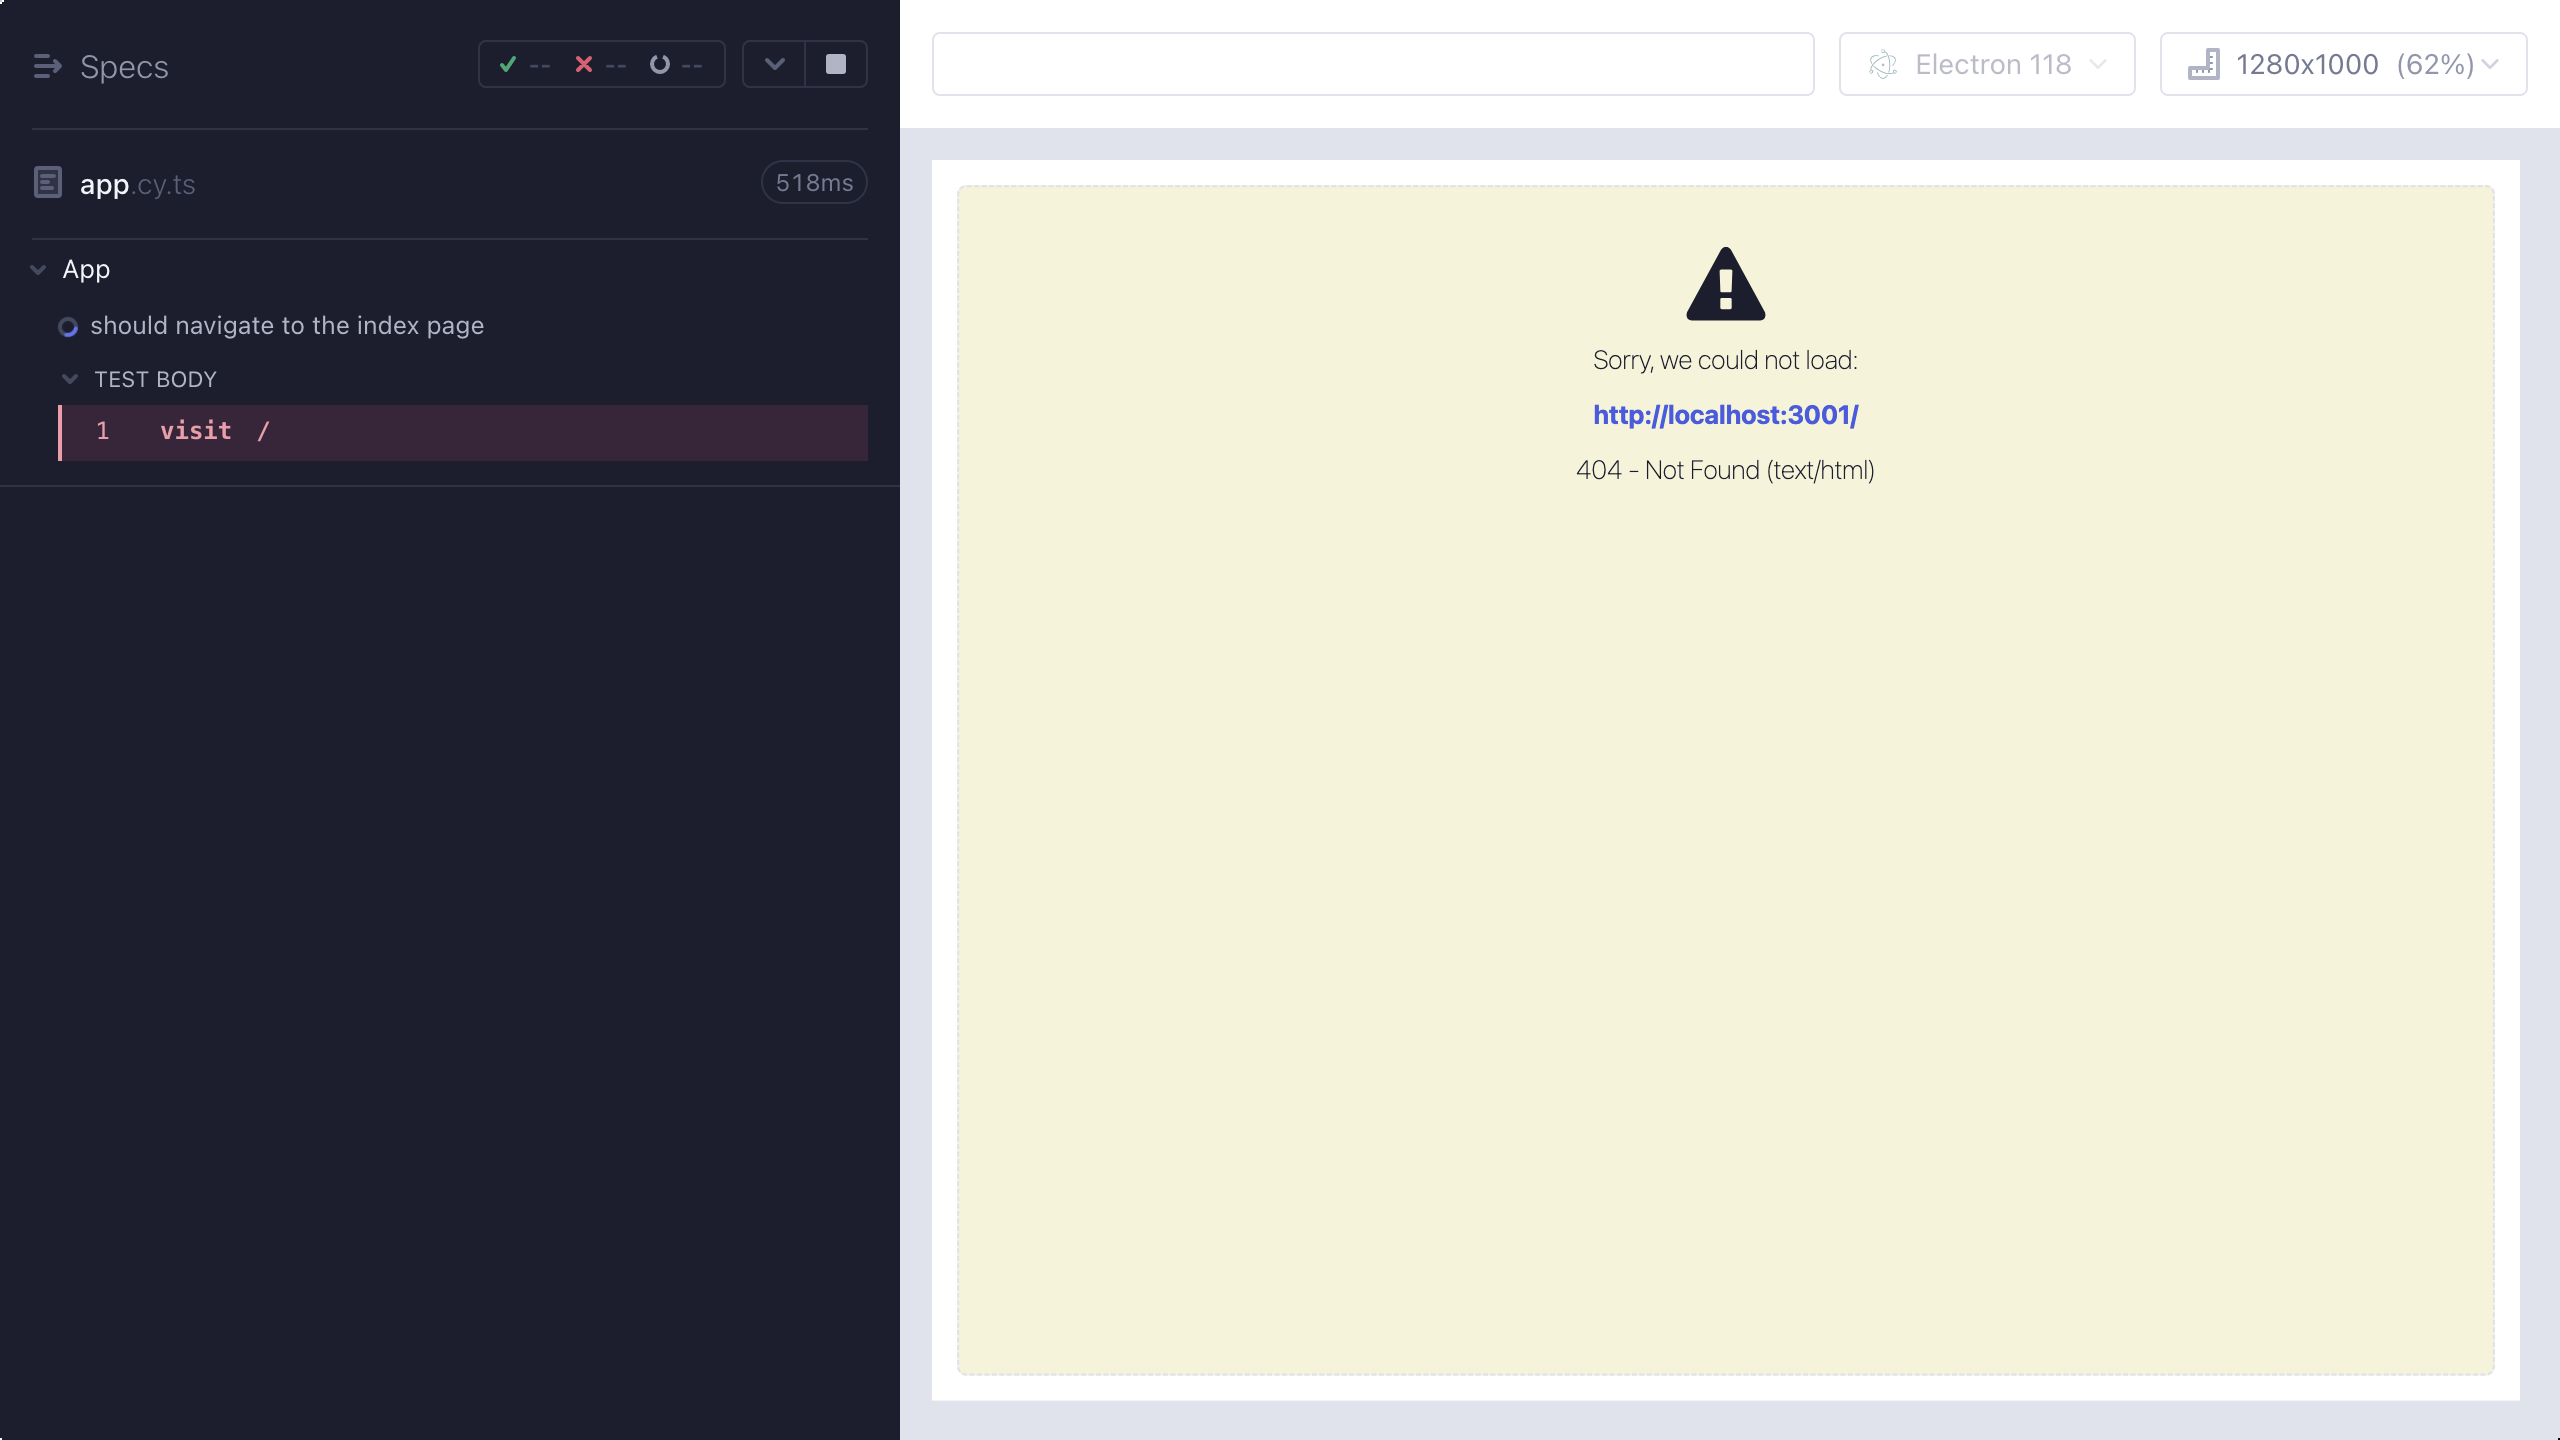 Specs
--
--
--
app.cy.ts
518ms
App
should navigate to the index page
TEST BODY
1 visit /
Electron 118
1280x1000 (62%)
Sorry, we could not load:
http://localhost:3001/
404 - Not Found (text/html)